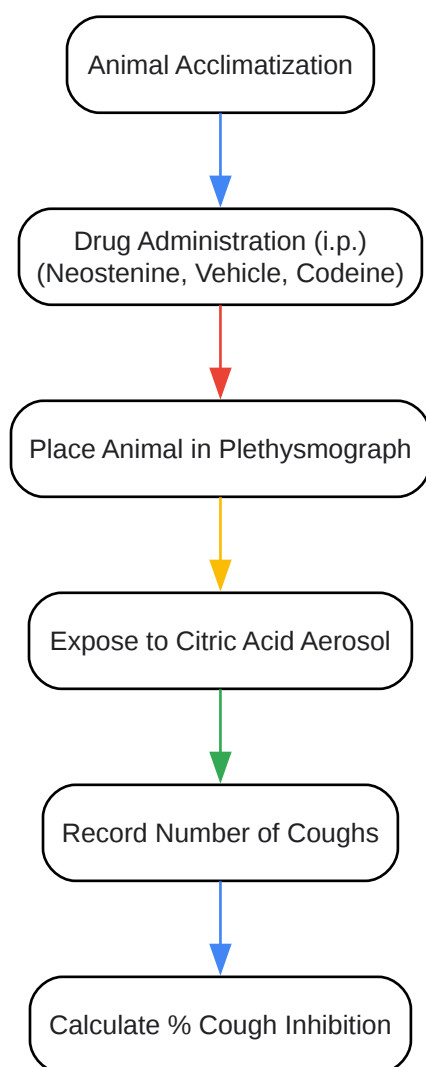 Animal Acclimatization
Drug Administration (i.p.)
(Neostenine, Vehicle, Codeine)
Place Animal in Plethysmograph
Expose to Citric Acid Aerosol
Record Number of Coughs
Calculate % Cough Inhibition